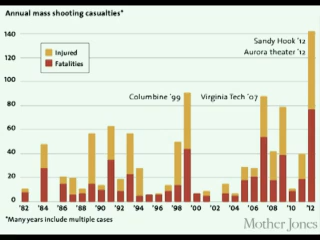 Annual mass shooting casualties*
140
120
100
80
60
40
20
0
Injured
Fatalities
Sandy Hook '12
Aurora theater '12
Columbine '99
Virginia Tech '07
'82 '84 '86 '88 '90 '92 '94 '96 '98 '00 '02 '04 '06 '08 '10 '12
*Many years include multiple cases
Mother Jones